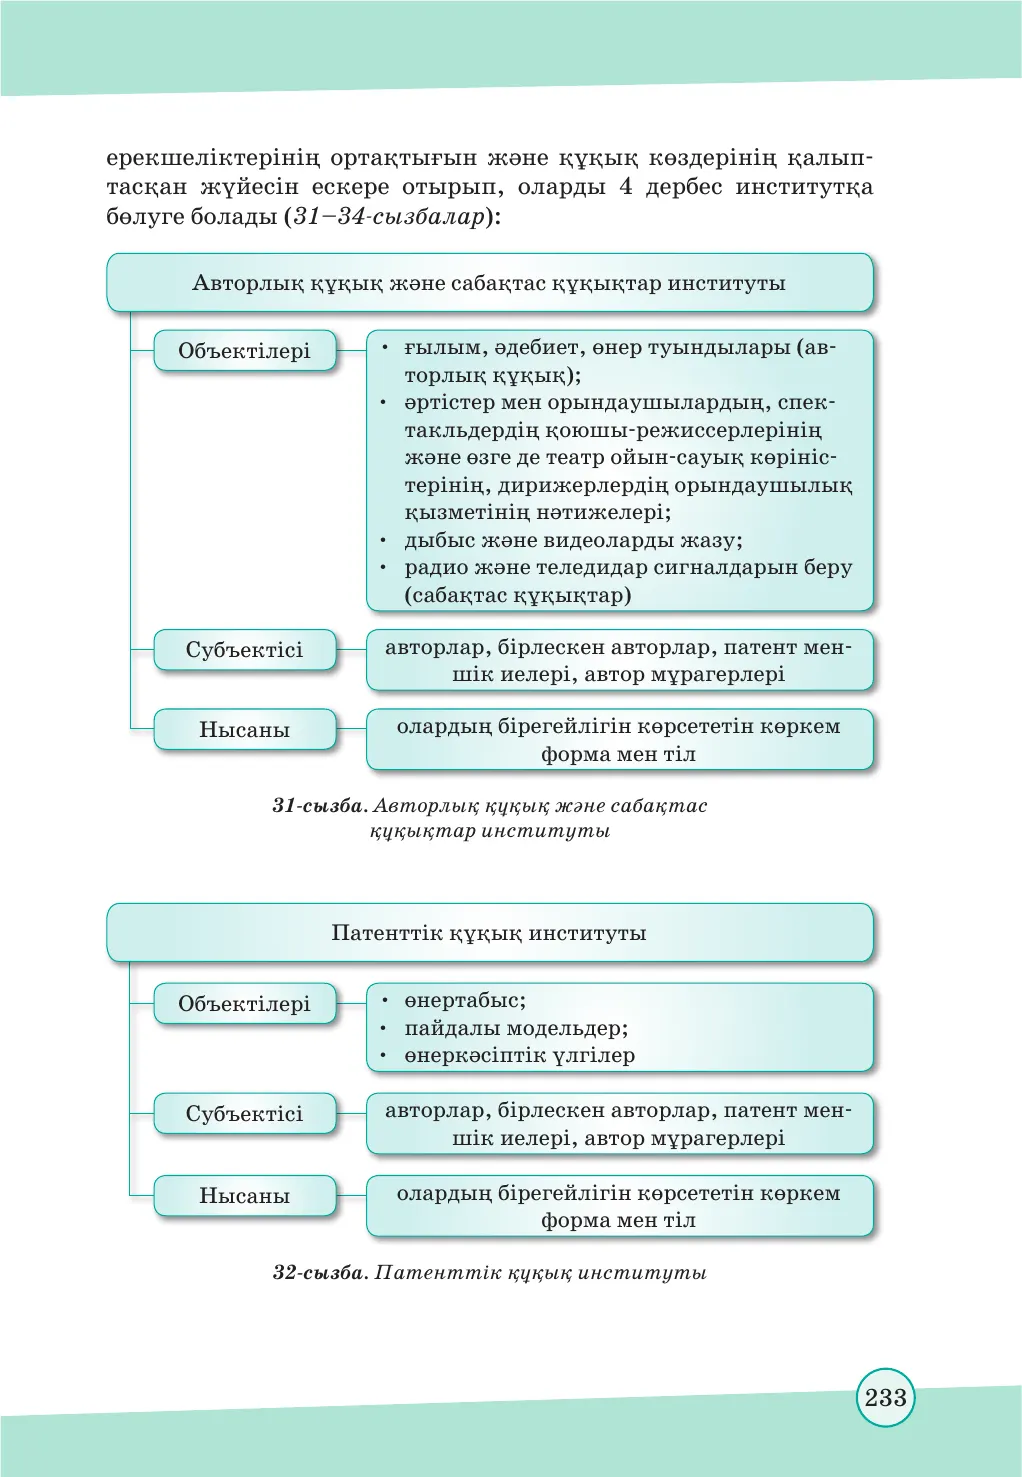 ерекшеліктерінің ортақтығын және құқық көздерінің қалып-
тасқан жүйесін ескере отырып, оларды 4 дербес институтқа
бөлуге болады (31–34-сызбалар):
Авторлық құқық және сабақтас құқықтар институты
Объектілері
• ғылым, әдебиет, өнер туындылары (ав-
торлық құқық);
• әртістер мен орындаушылардың, спек-
такльдердің қоюшы-режиссерлерінің
және өзге де театр ойын-сауық көрініс-
терінің, дирижерлердің орындаушылық
қызметінің нәтижелері;
• дыбыс және видеоларды жазу;
• радио және теледидар сигналдарын беру
(сабақтас құқықтар)
Субъектісі
авторлар, бірлескен авторлар, патент мен-
шік иелері, автор мұрагерлері
Нысаны
олардың бірегейлігін көрсететін көркем
форма мен тіл
31-сызба. Авторлық құқық және сабақтас
құқықтар институты
Патенттік құқық институты
Объектілері
• өнертабыс;
• пайдалы модельдер;
• өнеркәсіптік үлгілер
Субъектісі
авторлар, бірлескен авторлар, патент мен-
шік иелері, автор мұрагерлері
Нысаны
олардың бірегейлігін көрсететін көркем
форма мен тіл
32-сызба. Патенттік құқық институты
233